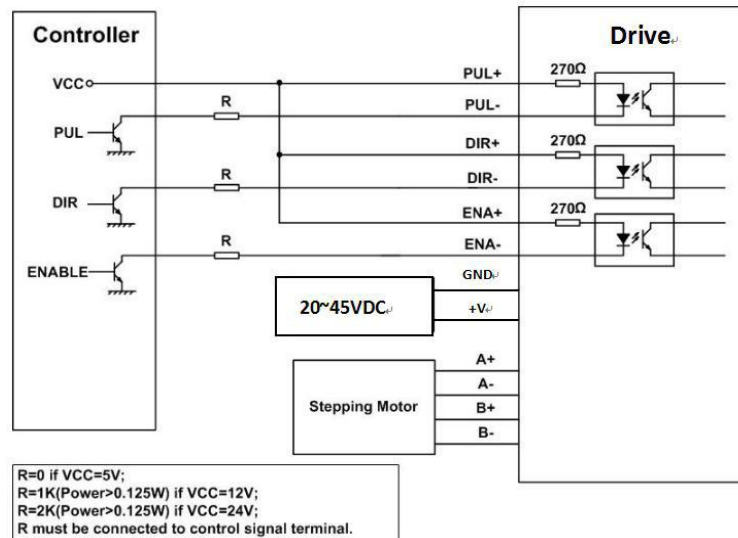 Controller
Drive
VCC
PUL
DIR
ENABLE
R
R
R
PUL+
270Ω
PUL-
DIR+
270Ω
DIR-
ENA+
270Ω
ENA-
GND
20~45VDC
+V
Stepping Motor
A+
A-
B+
B-
R=0 if VCC=5V;
R=1K(Power>0.125W) if VCC=12V;
R=2K(Power>0.125W) if VCC=24V;
R must be connected to control signal terminal.